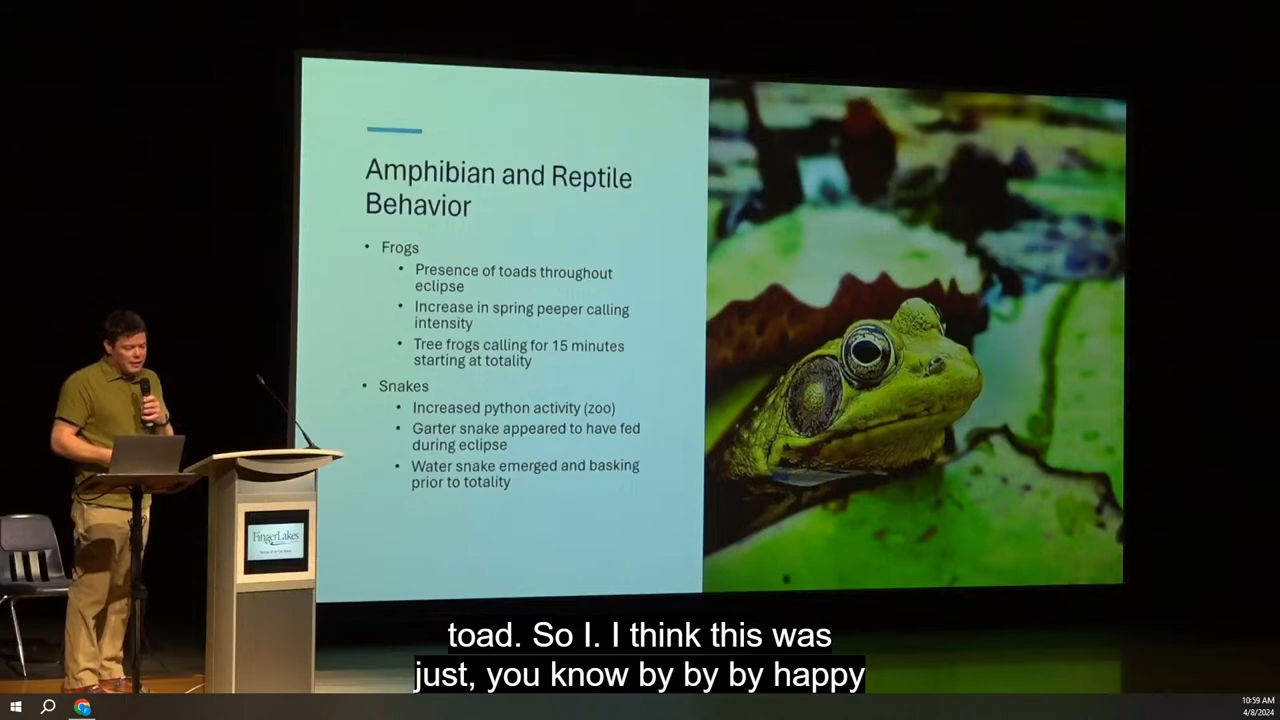 Amphibian and Reptile
Behavior
• Frogs
• Presence of toads throughout
eclipse
• Increase in spring peeper calling
intensity
• Tree frogs calling for 15 minutes
starting at totality
• Snakes
• Increased python activity (zoo)
• Garter snake appeared to have fed
during eclipse
• Water snake emerged and basking
prior to totality
FingerLakes
toad. So I. I think this was
just, you know by by by happy
10:59 AM
4/8/2024